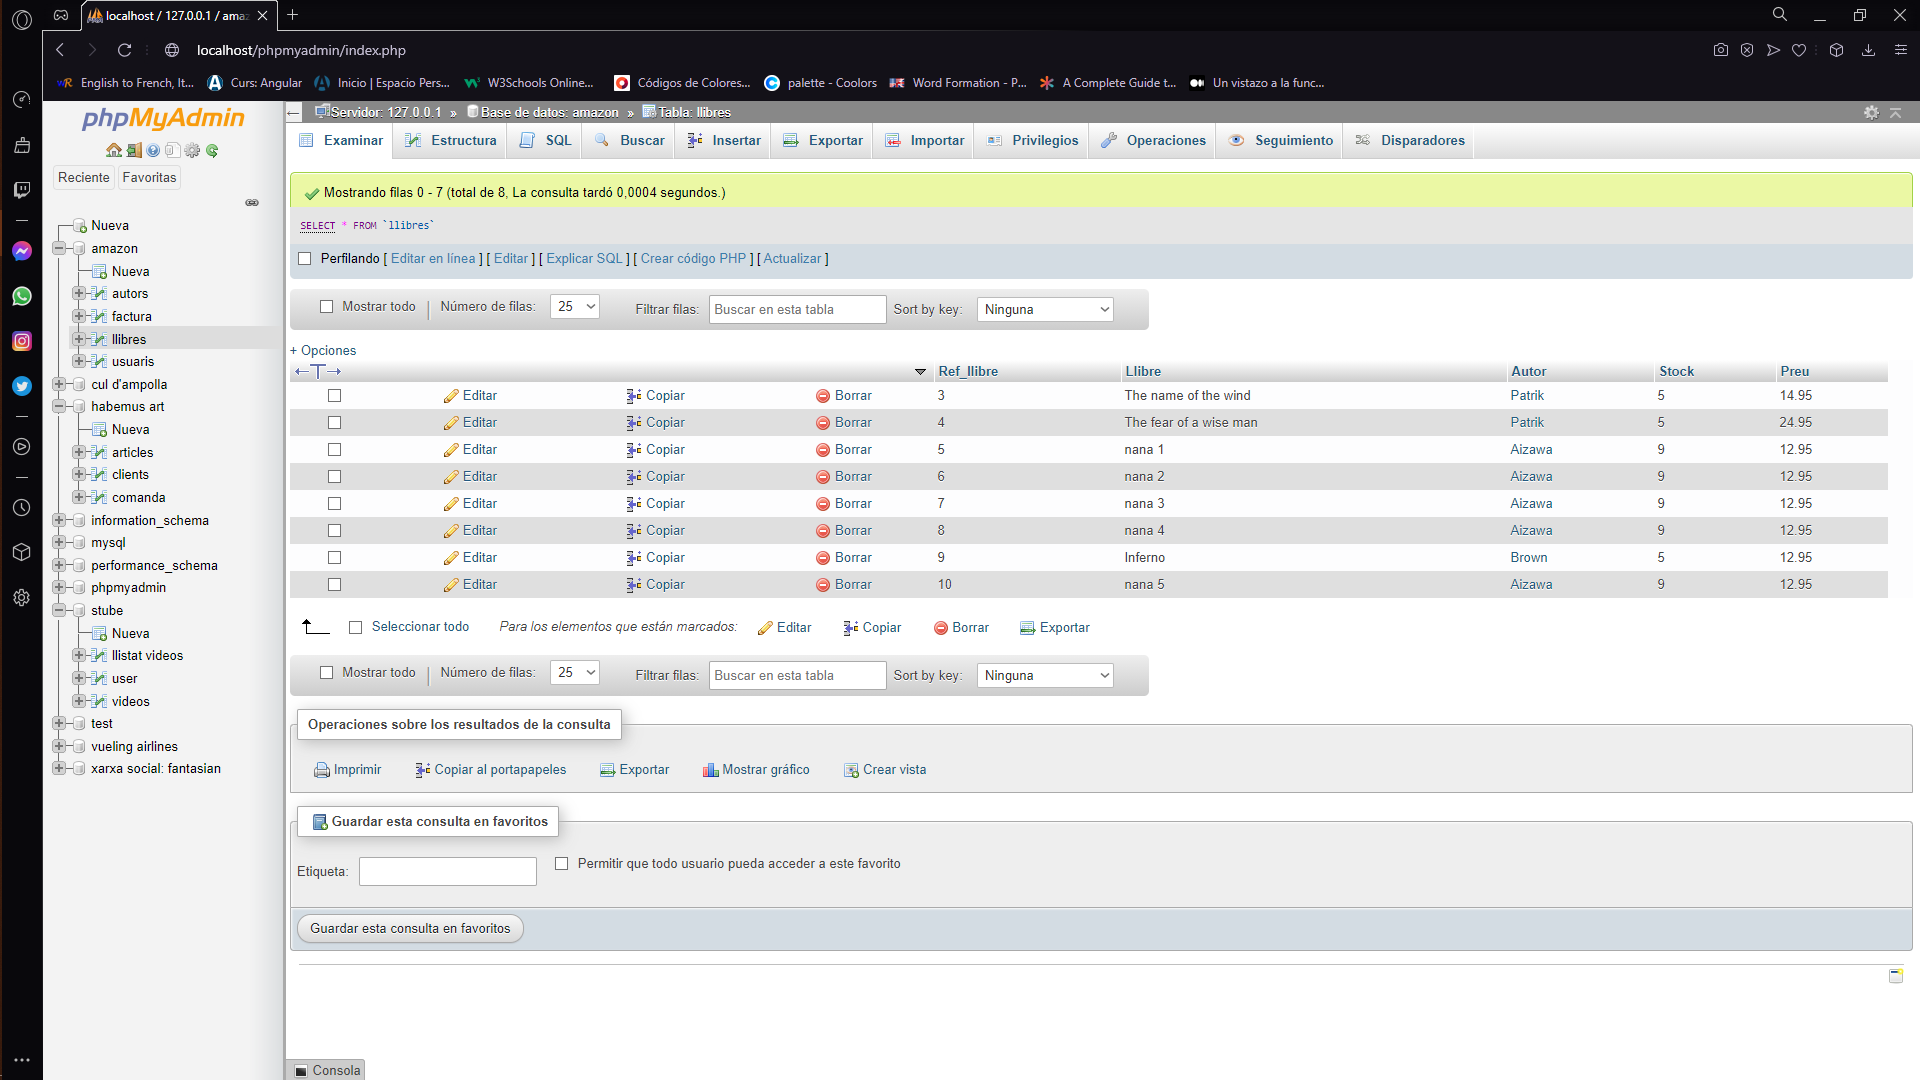 localhost / 127.0.0.1 / amaz
localhost/phpmyadmin/index.php
English to French, It... Curs: Angular Inicio | Espacio Pers... W3Schools Online... Códigos de Colores... palette - Coolors Word Formation - P... A Complete Guide t... Un vistazo a la func...
phpMyAdmin
Reciente Favoritas
Nueva
amazon
Nueva
autors
factura
llibres
usuaris
cul d'ampolla
habemus art
Nueva
articles
clients
comanda
information_schema
mysql
performance_schema
phpmyadmin
stube
Nueva
llistat videos
user
videos
test
vueling airlines
xarxa social: fantasian
Servidor: 127.0.0.1 » Base de datos: amazon » Tabla: llibres
Examinar Estructura SQL Buscar Insertar Exportar Importar Privilegios Operaciones Seguimiento Disparadores
Mostrando filas 0 - 7 (total de 8, La consulta tardó 0,0004 segundos.)
SELECT * FROM `llibres`
Perfilando [ Editar en línea ] [ Editar ] [ Explicar SQL ] [ Crear código PHP ] [ Actualizar ]
Mostrar todo | Número de filas: 25 Filtrar filas: Buscar en esta tabla Sort by key: Ninguna
+ Opciones
←T→ Ref_llibre Llibre Autor Stock Preu
Editar Copiar Borrar 3 The name of the wind Patrik 5 14.95
Editar Copiar Borrar 4 The fear of a wise man Patrik 5 24.95
Editar Copiar Borrar 5 nana 1 Aizawa 9 12.95
Editar Copiar Borrar 6 nana 2 Aizawa 9 12.95
Editar Copiar Borrar 7 nana 3 Aizawa 9 12.95
Editar Copiar Borrar 8 nana 4 Aizawa 9 12.95
Editar Copiar Borrar 9 Inferno Brown 5 12.95
Editar Copiar Borrar 10 nana 5 Aizawa 9 12.95
Seleccionar todo Para los elementos que están marcados: Editar Copiar Borrar Exportar
Mostrar todo | Número de filas: 25 Filtrar filas: Buscar en esta tabla Sort by key: Ninguna
Operaciones sobre los resultados de la consulta
Imprimir Copiar al portapapeles Exportar Mostrar gráfico Crear vista
Guardar esta consulta en favoritos
Etiqueta: Permitir que todo usuario pueda acceder a este favorito
Guardar esta consulta en favoritos
Consola